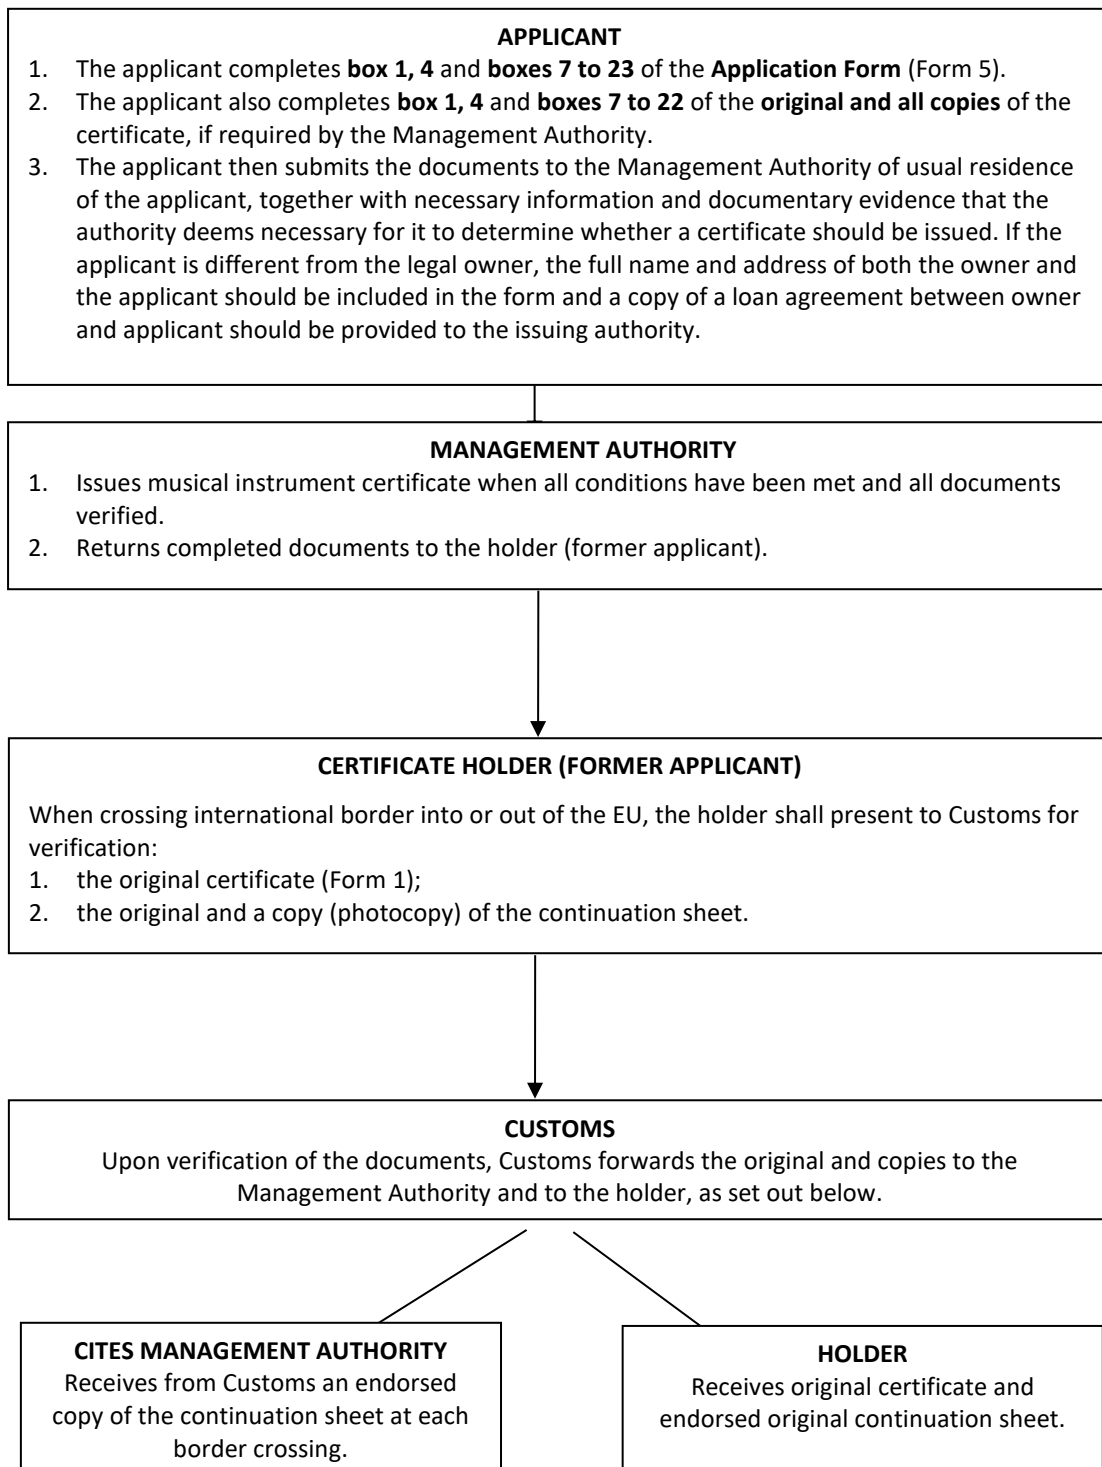 APPLICANT
1. The applicant completes box 1, 4 and boxes 7 to 23 of the Application Form (Form 5).
2. The applicant also completes box 1, 4 and boxes 7 to 22 of the original and all copies of the
certificate, if required by the Management Authority.
3. The applicant then submits the documents to the Management Authority of usual residence
of the applicant, together with necessary information and documentary evidence that the
authority deems necessary for it to determine whether a certificate should be issued. If the
applicant is different from the legal owner, the full name and address of both the owner and
the applicant should be included in the form and a copy of a loan agreement between owner
and applicant should be provided to the issuing authority.
MANAGEMENT AUTHORITY
1. Issues musical instrument certificate when all conditions have been met and all documents
verified.
2. Returns completed documents to the holder (former applicant).
CERTIFICATE HOLDER (FORMER APPLICANT)
When crossing international border into or out of the EU, the holder shall present to Customs for
verification:
1. the original certificate (Form 1);
2. the original and a copy (photocopy) of the continuation sheet.
CUSTOMS
Upon verification of the documents, Customs forwards the original and copies to the
Management Authority and to the holder, as set out below.
CITES MANAGEMENT AUTHORITY
Receives from Customs an endorsed
copy of the continuation sheet at each
border crossing.
HOLDER
Receives original certificate and
endorsed original continuation sheet.